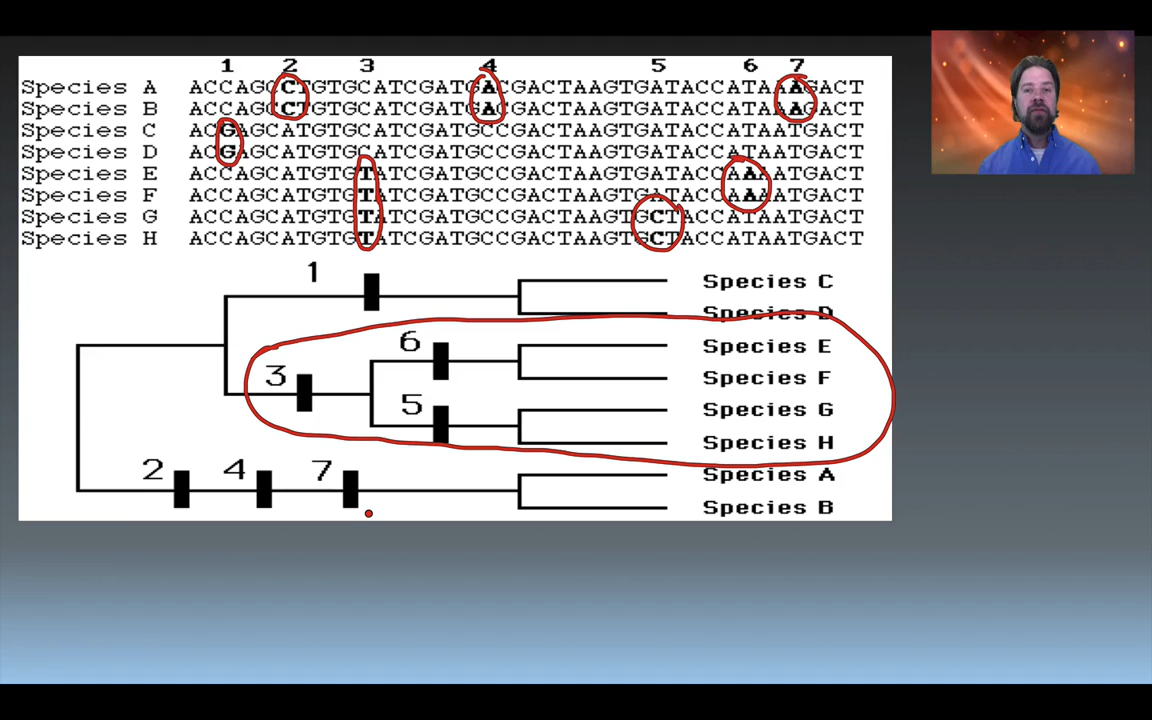 1 2 3 4 5 6 7
Species A ACCAGCCTGTGCATCGATGACGACTAAGTGATACCATAAAGACT
Species B ACCAGCCTGTGCATCGATGACGACTAAGTGATACCATAAAGACT
Species C ACGAGCATGTGCATCGATGCCGACTAAGTGATACCATAATGACT
Species D ACGAGCATGTGCATCGATGCCGACTAAGTGATACCATAATGACT
Species E ACCAGCATGTGTATCGATGCCGACTAAGTGATACCAAAATGACT
Species F ACCAGCATGTGTATCGATGCCGACTAAGTGATACCAAAATGACT
Species G ACCAGCATGTGTATCGATGCCGACTAAGTGCTACCATAATGACT
Species H ACCAGCATGTGTATCGATGCCGACTAAGTGCTACCATAATGACT
1
Species C
Species D
6
Species E
3
Species F
5
Species G
Species H
2 4 7
Species A
Species B